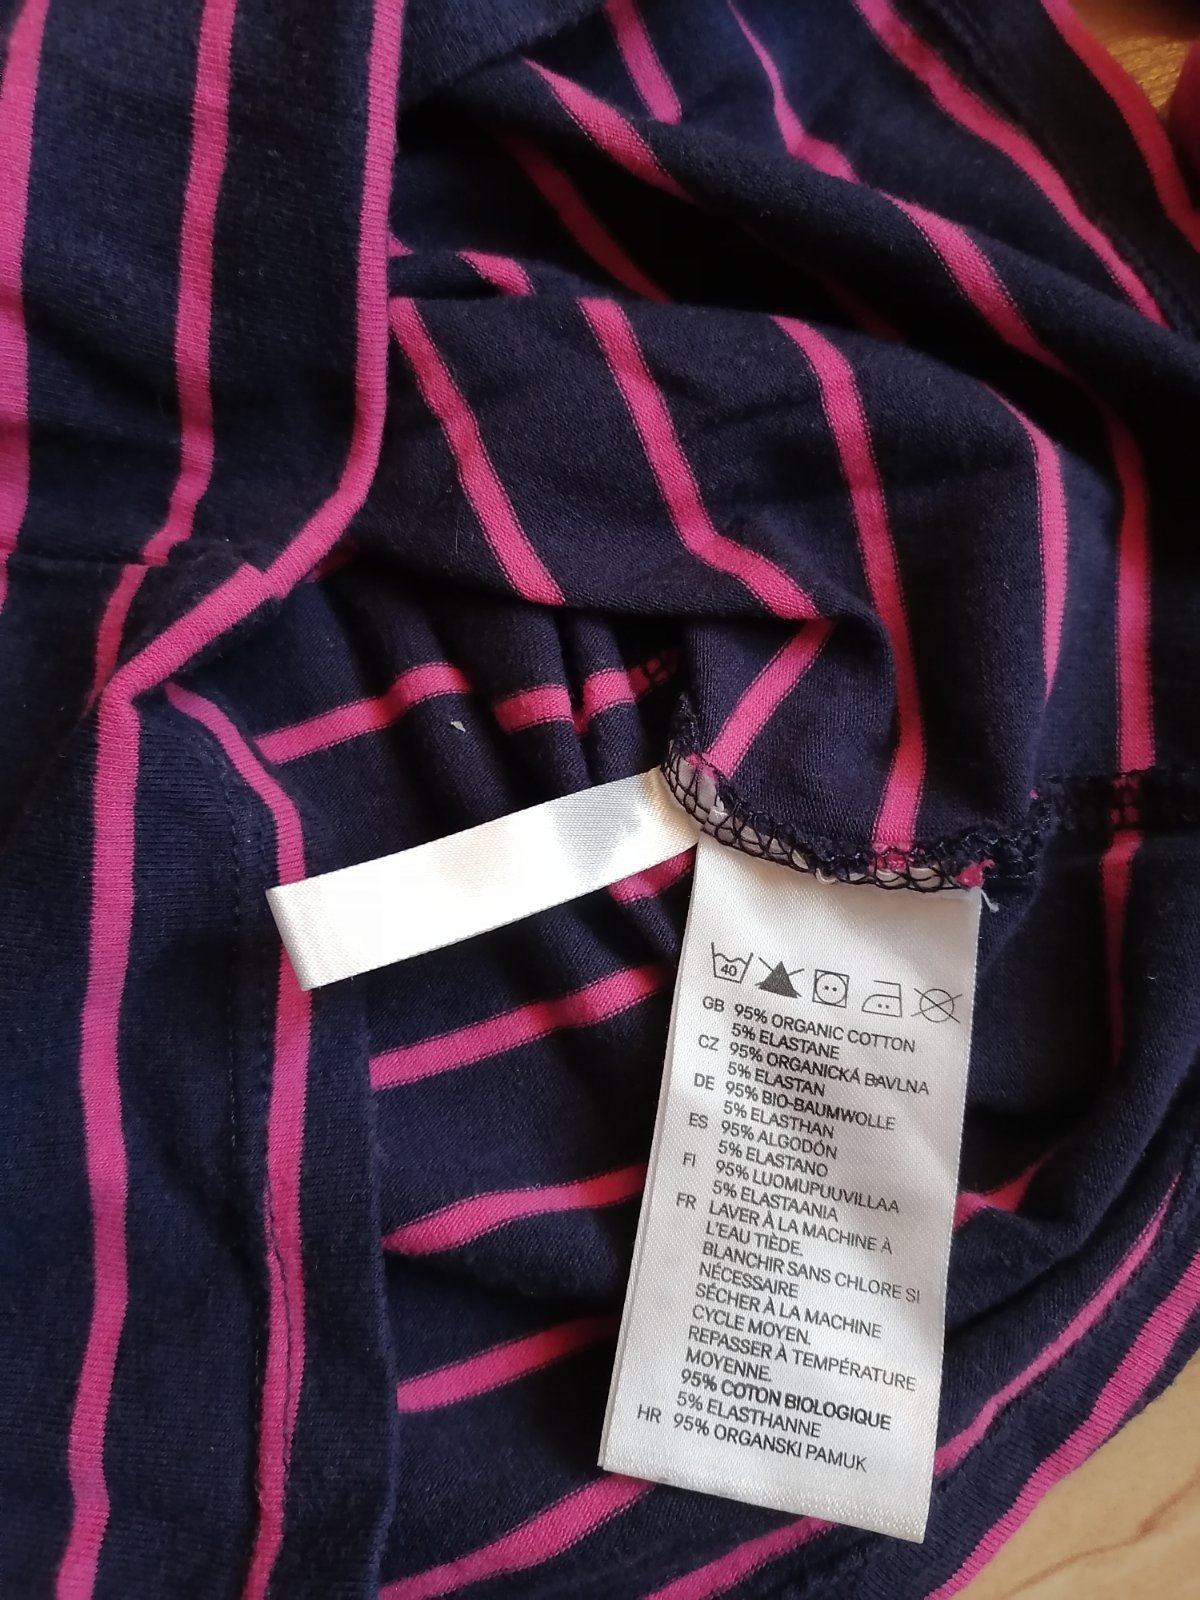 40
GB 95% ORGANIC COTTON
5% ELASTANE
CZ 95% ORGANICKÁ BAVLNA
5% ELASTAN
DE 95% BIO-BAUMWOLLE
5% ELASTHAN
ES 95% ALGODÓN
5% ELASTANO
FI 95% LUOMUPUUVILLAA
5% ELASTAANIA
FR LAVER À LA MACHINE À
L'EAU TIÈDE.
BLANCHIR SANS CHLORE SI
NÉCESSAIRE
SÉCHER À LA MACHINE
CYCLE MOYEN.
REPASSER À TEMPÉRATURE
MOYENNE.
95% COTON BIOLOGIQUE
5% ELASTHANNE
HR 95% ORGANSKI PAMUK